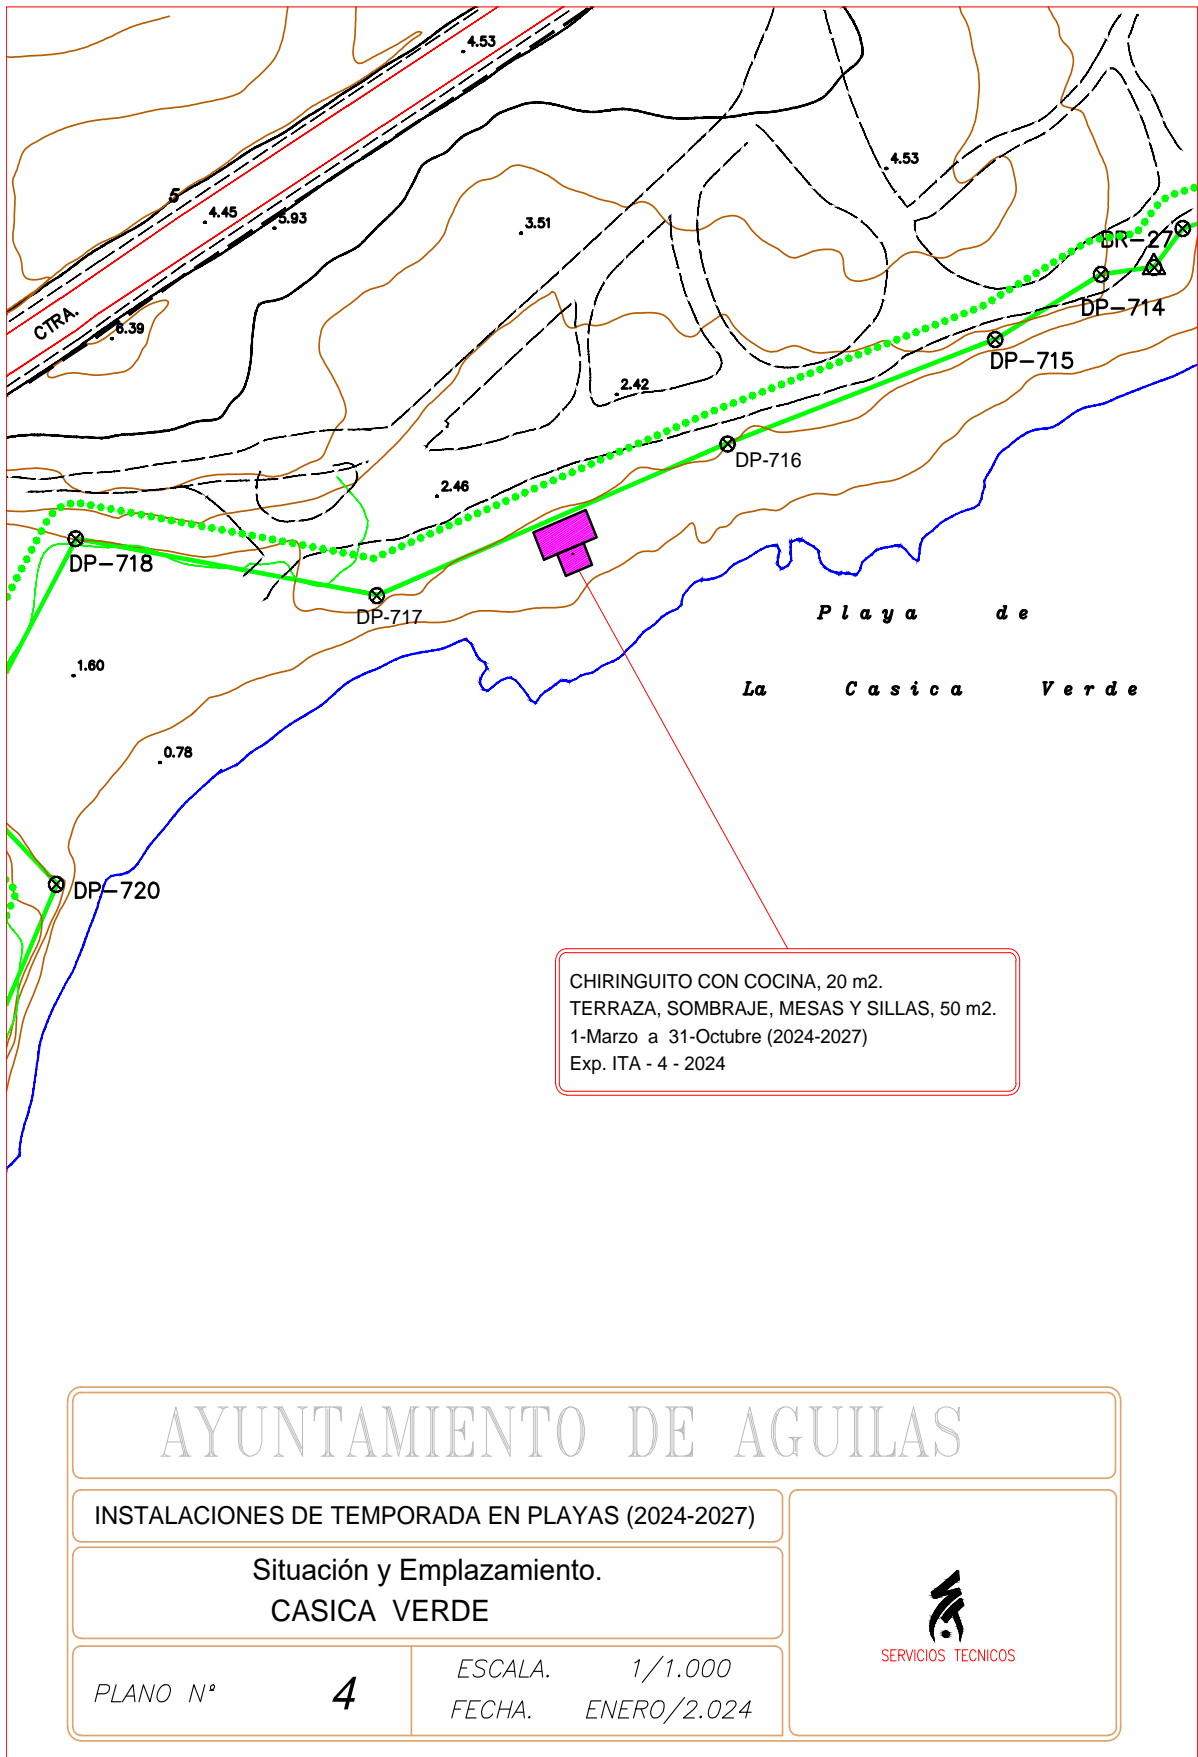 4.53
5
4.45
5.93
3.51
4.53
BR-27
CTRA.
6.39
DP-714
DP-715
2.42
DP-716
2.46
DP-718
DP-717
Playa de
La Casica Verde
1.60
0.78
DP-720
CHIRINGUITO CON COCINA, 20 m2.
TERRAZA, SOMBRAJE, MESAS Y SILLAS, 50 m2.
1-Marzo a 31-Octubre (2024-2027)
Exp. ITA - 4 - 2024
AYUNTAMIENTO DE AGUILAS
INSTALACIONES DE TEMPORADA EN PLAYAS (2024-2027)
Situación y Emplazamiento.
CASICA VERDE
SERVICIOS TECNICOS
PLANO Nº 4
ESCALA. 1/1.000
FECHA. ENERO/2.024